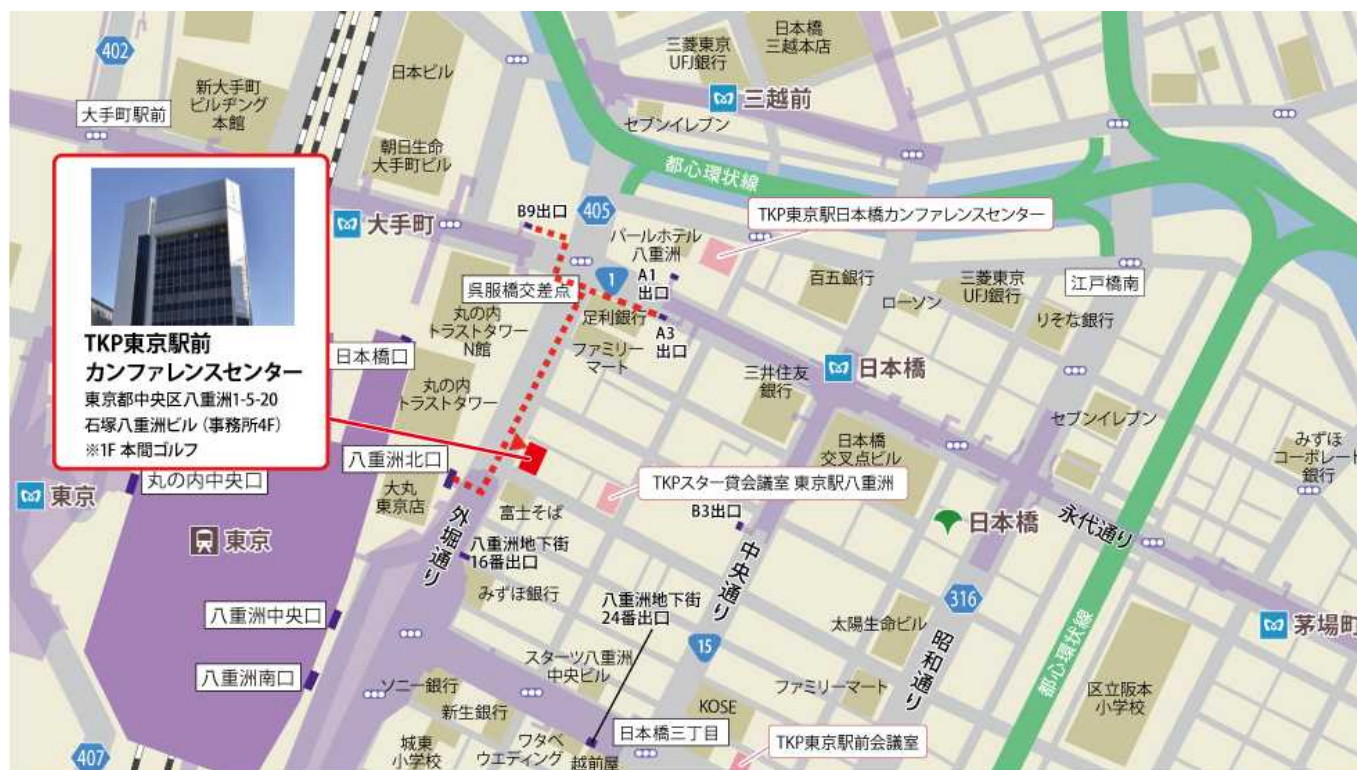 402
日本ビル
三菱東京
UFJ銀行
日本橋
三越本店
新大手町
ビルヂング
本館
大手町駅前
三越前
セブンイレブン
朝日生命
大手町ビル
都心環状線
大手町
B9出口
405
TKP東京駅日本橋カンファレンスセンター
パールホテル
八重洲
1
A1
出口
呉服橋交差点
百五銀行
三菱東京
UFJ銀行
江戸橋南
ローソン
りそな銀行
足利銀行
A3
出口
丸の内
トラストタワー
N館
ファミリー
マート
TKP東京駅前
カンファレンスセンター
東京都中央区八重洲1-5-20
石塚八重洲ビル (事務所4F)
※1F 本間ゴルフ
日本橋口
丸の内
トラストタワー
三井住友
銀行
日本橋
セブンイレブン
日本橋
交叉点ビル
みずほ
コーポレート
銀行
八重洲北口
丸の内中央口
東京
大丸
東京店
TKPスター貸会議室 東京駅八重洲
富士そば
B3出口
日本橋
永代通り
東京
外堀通り
八重洲地下街
16番出口
中央通り
みずほ銀行
八重洲地下街
24番出口
316
昭和通り
太陽生命ビル
茅場町
八重洲中央口
15
都心環状線
八重洲南口
スターツ八重洲
中央ビル
ソニー銀行
ファミリーマート
区立阪本
小学校
新生銀行
KOSE
407
城東
小学校
ワタベ
ウエディング
越前屋
日本橋三丁目
TKP東京駅前会議室